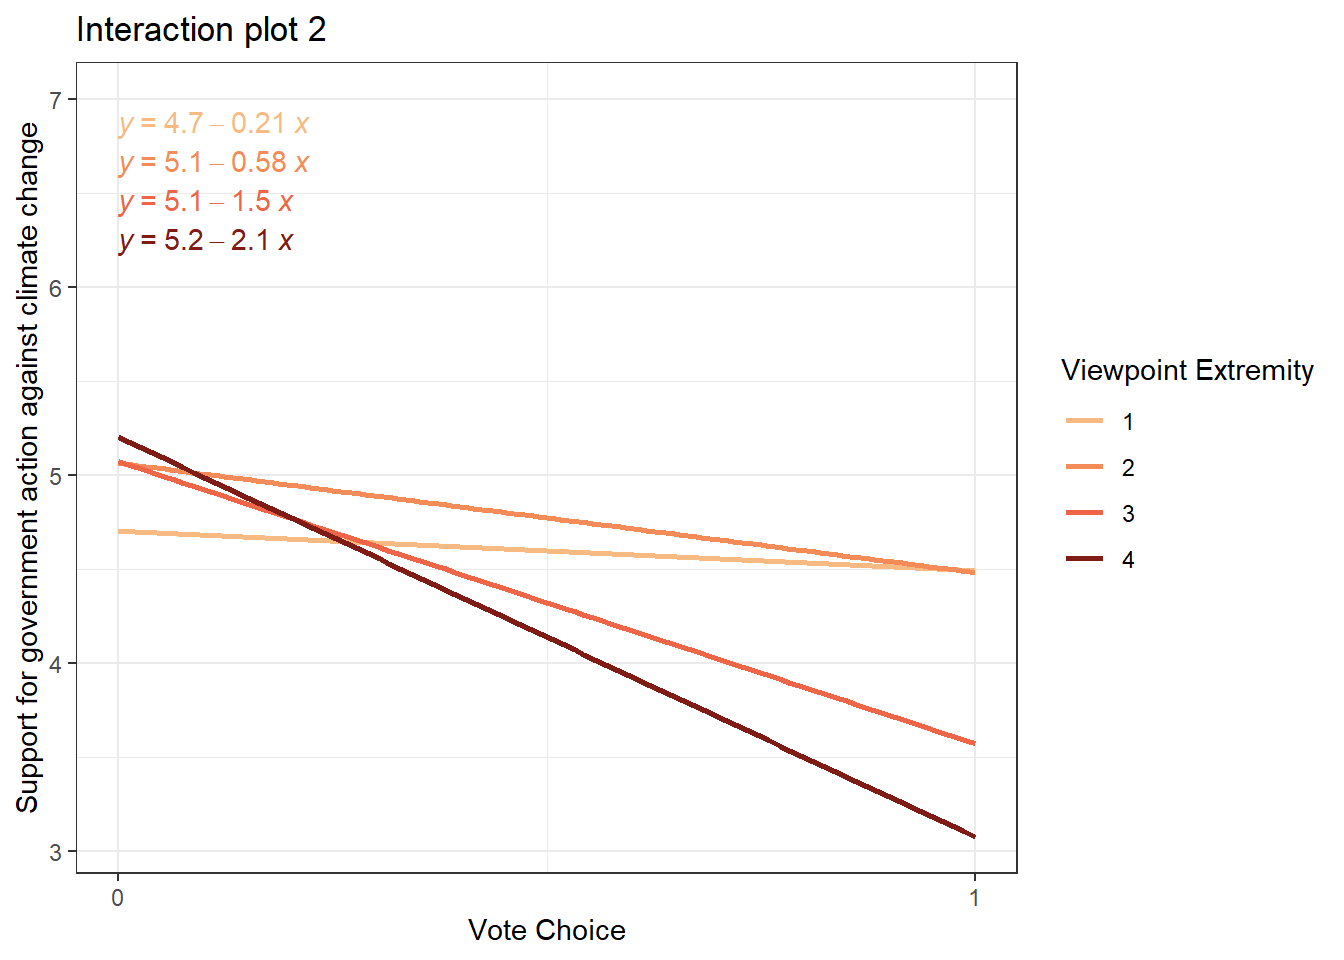 Interaction plot 2
Support for government action against climate change
7
6
5
4
3
y = 4.7 – 0.21 x
y = 5.1 – 0.58 x
y = 5.1 – 1.5 x
y = 5.2 – 2.1 x
0
1
Vote Choice
Viewpoint Extremity
1
2
3
4